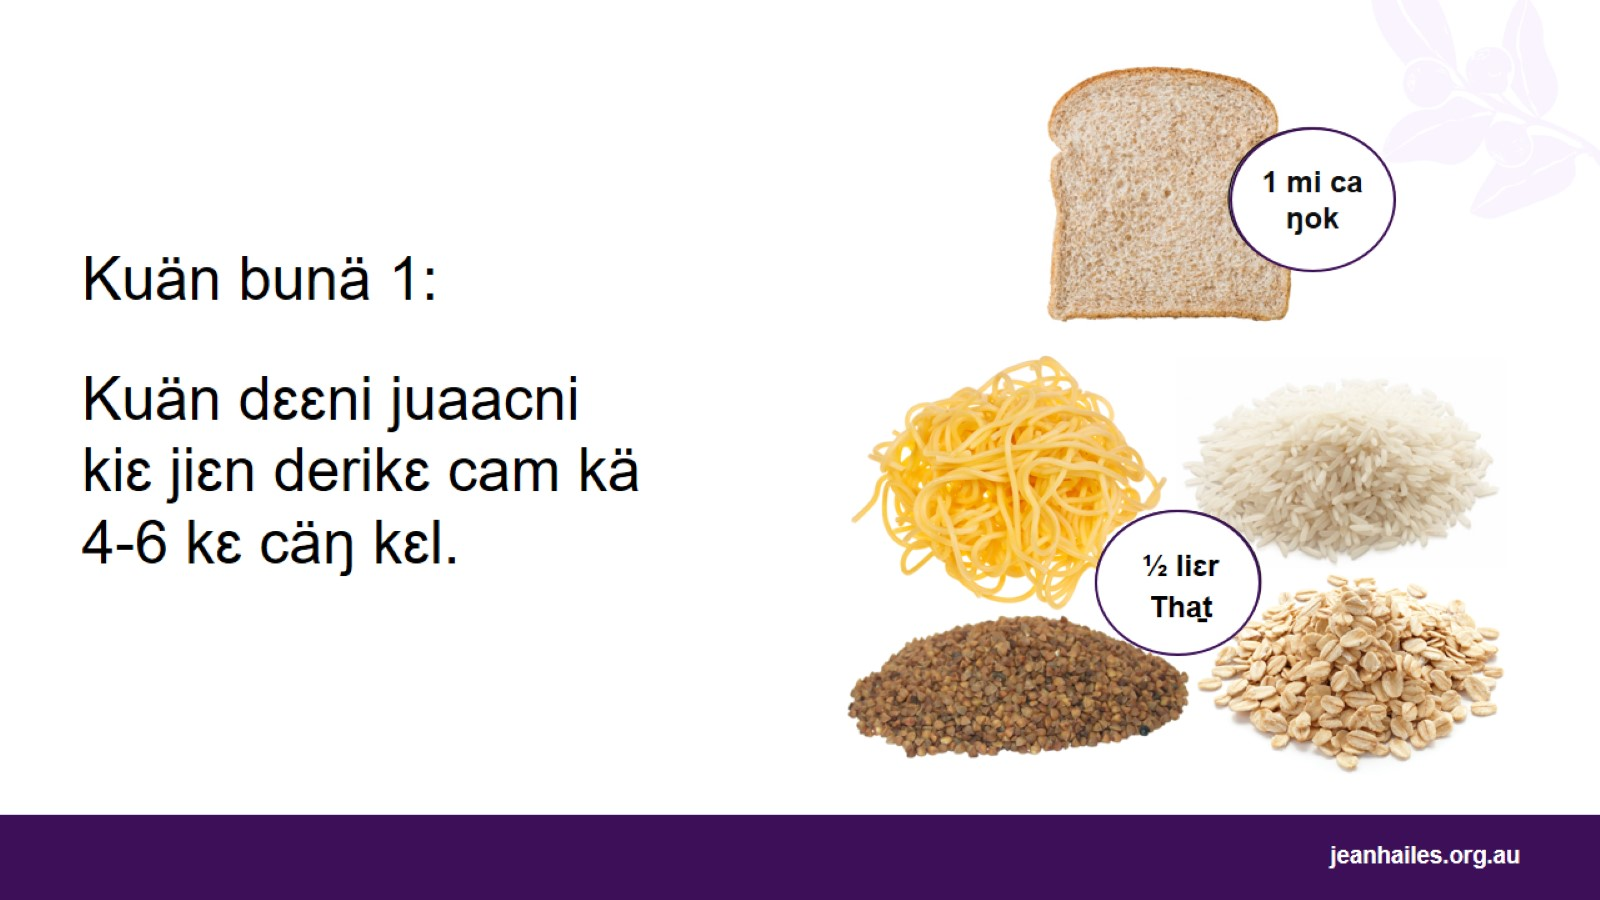 Kuän bunä 1:
Kuän dɛɛni juaacni
kiɛ jiɛn derikɛ cam kä
4-6 kɛ cäŋ kɛl.
1 mi ca
ŋok
½ liɛr
Tha̱ṯ
jeanhailes.org.au